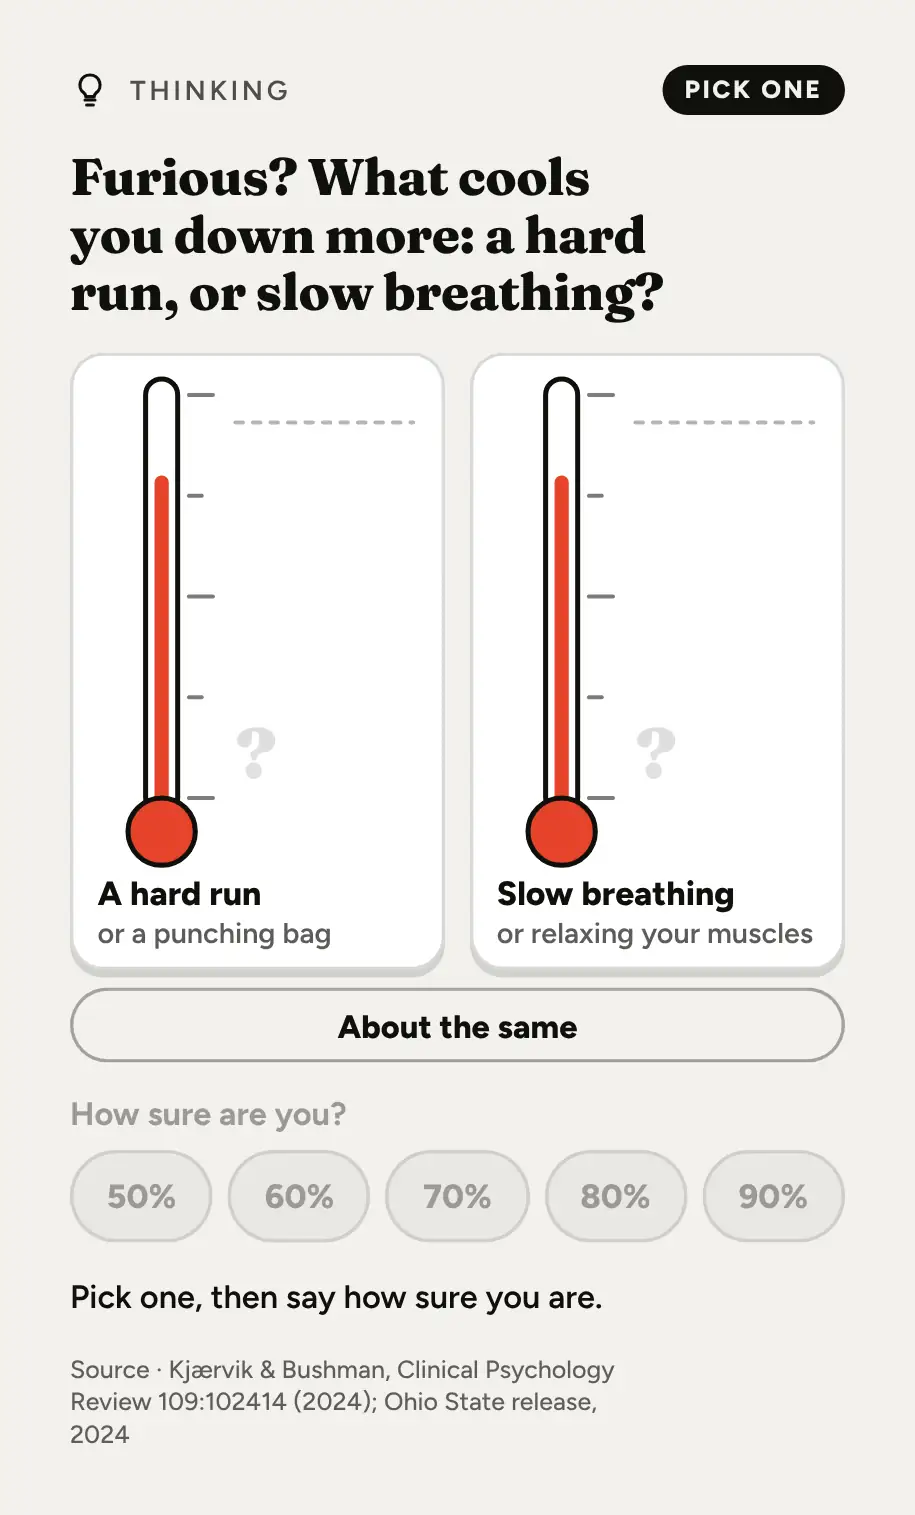 THINKING
PICK ONE
Furious? What cools
you down more: a hard
run, or slow breathing?
?
?
A hard run
or a punching bag
Slow breathing
or relaxing your muscles
About the same
How sure are you?
50%
60%
70%
80%
90%
Pick one, then say how sure you are.
Source · Kjærvik & Bushman, Clinical Psychology
Review 109:102414 (2024); Ohio State release,
2024